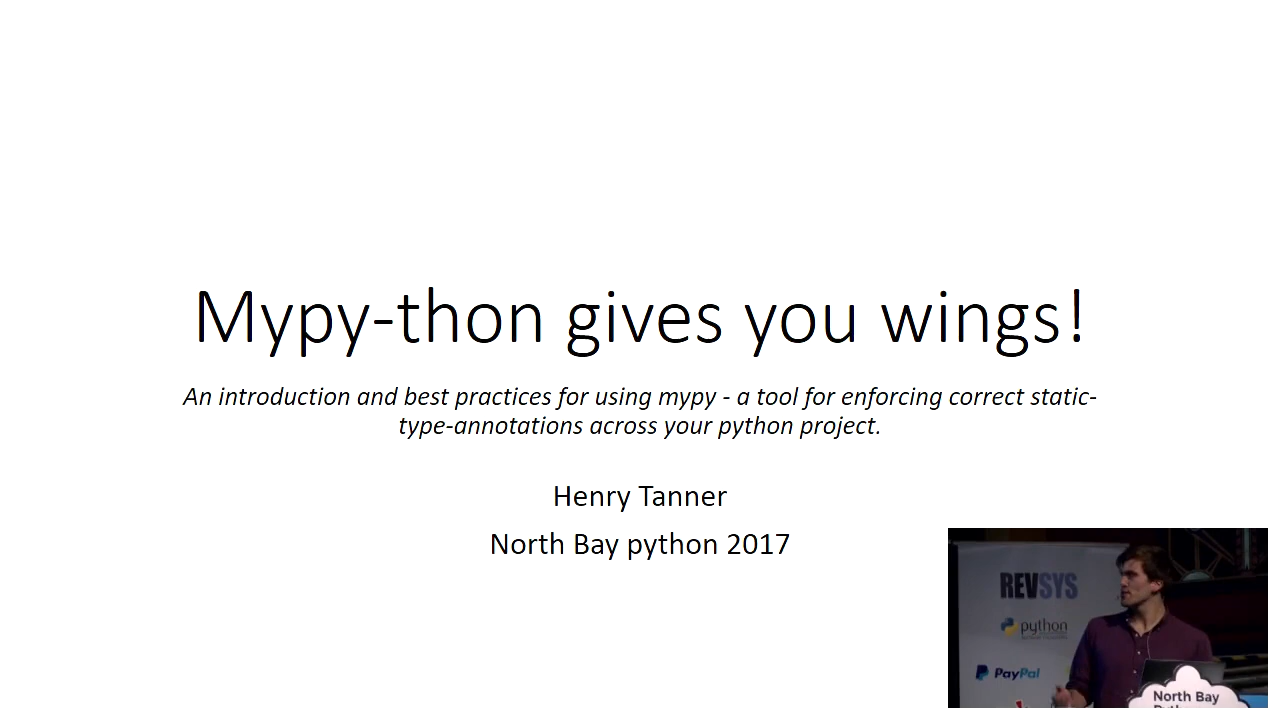 Mypy-thon gives you wings!
An introduction and best practices for using mypy - a tool for enforcing correct static-
type-annotations across your python project.
Henry Tanner
North Bay python 2017
REVSYS
python
PayPal
North Bay